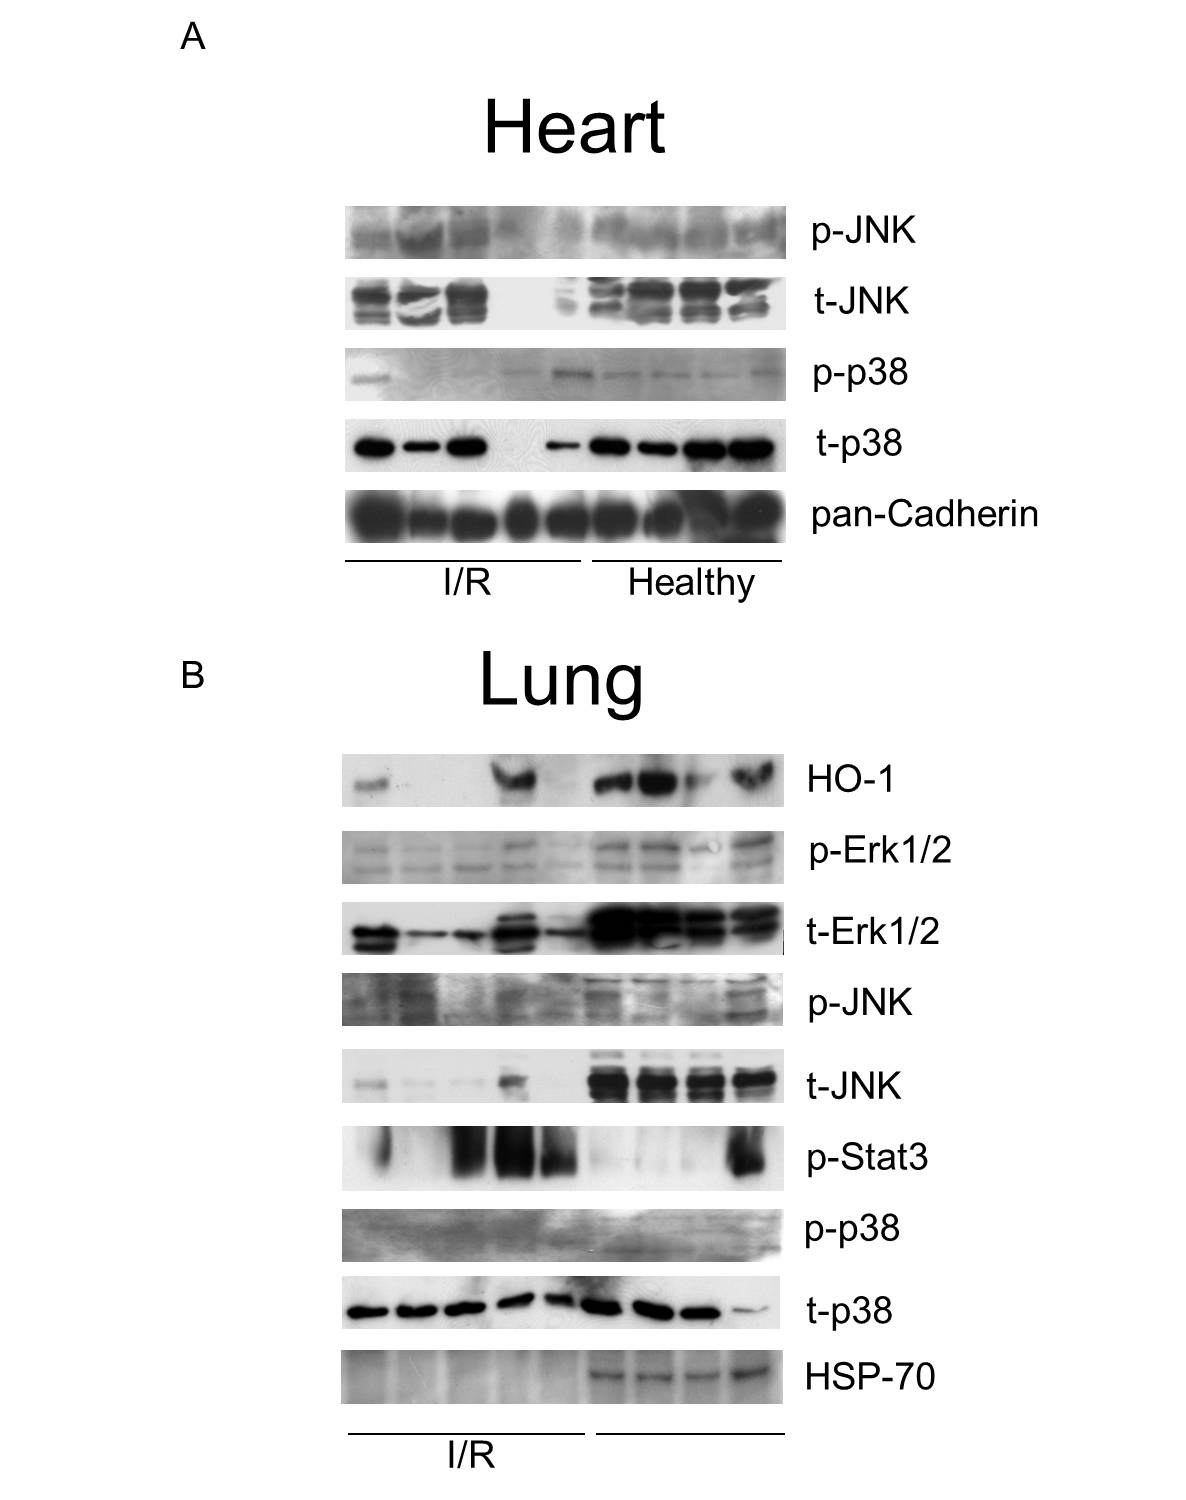 A
Heart
p-JNK
t-JNK
p-p38
t-p38
pan-Cadherin
I/R Healthy
B
Lung
HO-1
p-Erk1/2
t-Erk1/2
p-JNK
t-JNK
p-Stat3
p-p38
t-p38
HSP-70
I/R